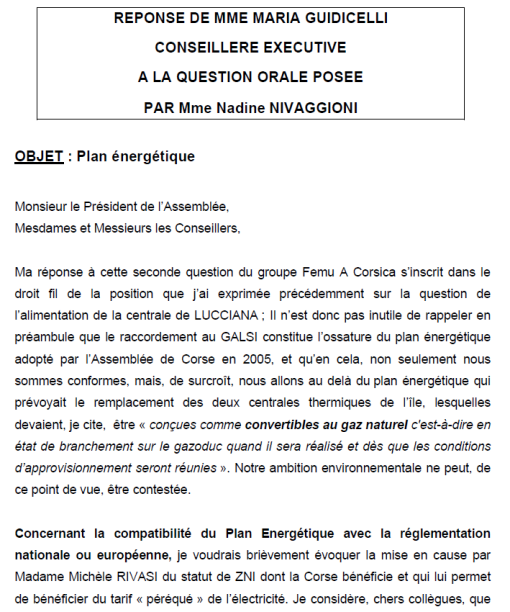 REPONSE DE MME MARIA GUIDICELLI
CONSEILLERE EXECUTIVE
A LA QUESTION ORALE POSEE
PAR Mme Nadine NIVAGGIONI
OBJET : Plan énergétique
Monsieur le Président de l'Assemblée,
Mesdames et Messieurs les Conseillers,
Ma réponse à cette seconde question du groupe Femu A Corsica s'inscrit dans le
droit fil de la position que j'ai exprimée précédemment sur la question de
l'alimentation de la centrale de LUCCIANA ; Il n'est donc pas inutile de rappeler en
préambule que le raccordement au GALSI constitue l'ossature du plan énergétique
adopté par l'Assemblée de Corse en 2005, et qu'en cela, non seulement nous
sommes conformes, mais, de surcroît, nous allons au delà du plan énergétique qui
prévoyait le remplacement des deux centrales thermiques de l'île, lesquelles
devaient, je cite, être « conçues comme convertibles au gaz naturel c'est-à-dire en
état de branchement sur le gazoduc quand il sera réalisé et dès que les conditions
d'approvisionnement seront réunies ». Notre ambition environnementale ne peut, de
ce point de vue, être contestée.
Concernant la compatibilité du Plan Energétique avec la réglementation
nationale ou européenne, je voudrais brièvement évoquer la mise en cause par
Madame Michèle RIVASI du statut de ZNI dont la Corse bénéficie et qui lui permet
de bénéficier du tarif « péréqué » de l'électricité. Je considère, chers collègues, que